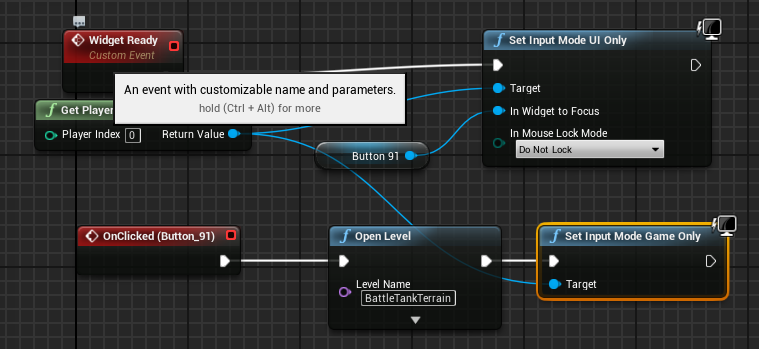 Widget Ready
Custom Event
Set Input Mode UI Only
An event with customizable name and parameters.
hold (Ctrl + Alt) for more
Target
Get Player
Player Index 0 Return Value
In Widget to Focus
In Mouse Lock Mode
Do Not Lock
Button 91
OnClicked (Button_91)
Open Level
Set Input Mode Game Only
Level Name
BattleTankTerrain
Target